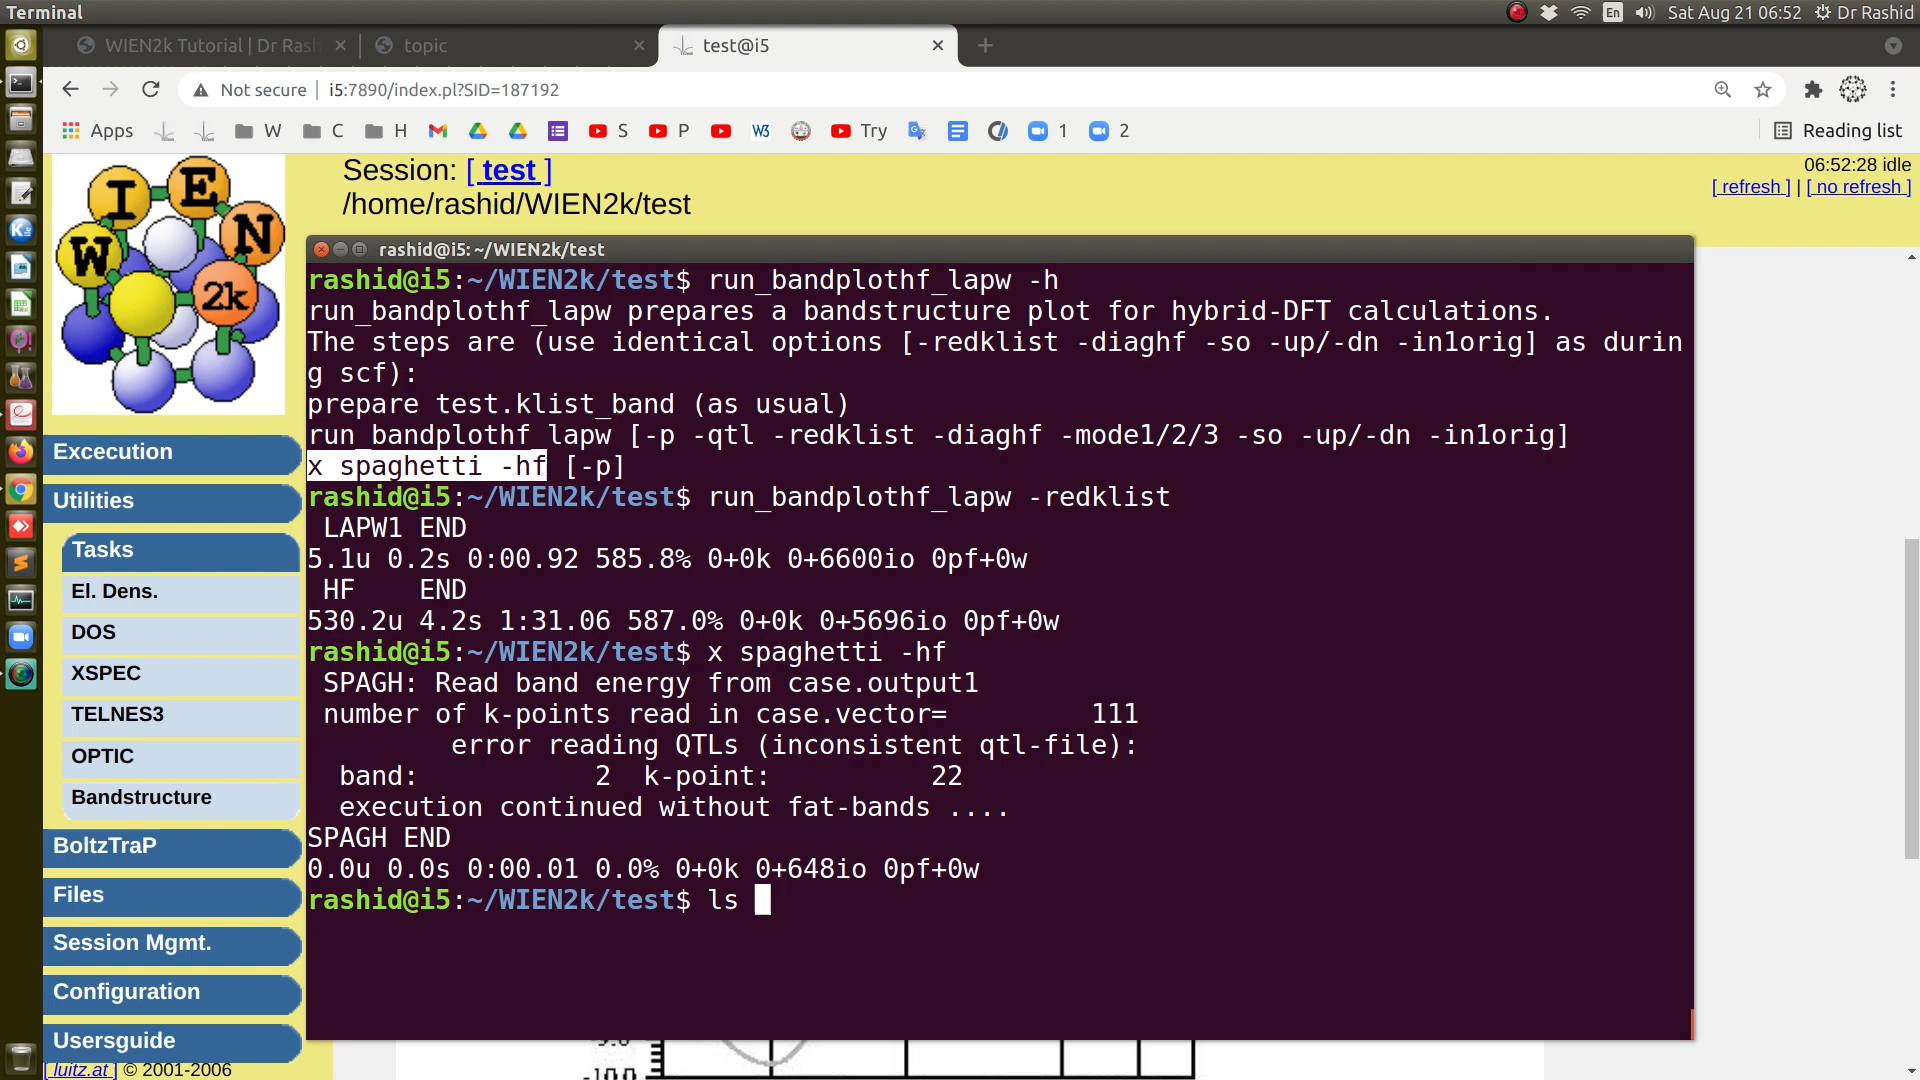 Terminal
En
Sat Aug 21 06:52
Dr Rashid
WIEN2k Tutorial | Dr Rash
topic
test@i5
Not secure
i5:7890/index.pl?SID=187192
Apps
W
C
H
S
P
W3
Try
1
2
Reading list
W I E N 2k
Session: [ test ]
/home/rashid/WIEN2k/test
06:52:28 idle
[ refresh ] | [ no refresh ]
Excecution
Utilities
Tasks
El. Dens.
DOS
XSPEC
TELNES3
OPTIC
Bandstructure
BoltzTraP
Files
Session Mgmt.
Configuration
Usersguide
[ luitz.at ] © 2001-2006
rashid@i5: ~/WIEN2k/test
rashid@i5:~/WIEN2k/test$ run_bandplothf_lapw -h
run_bandplothf_lapw prepares a bandstructure plot for hybrid-DFT calculations.
The steps are (use identical options [-redklist -diaghf -so -up/-dn -in1orig] as durin
g scf):
prepare test.klist_band (as usual)
run_bandplothf_lapw [-p -qtl -redklist -diaghf -mode1/2/3 -so -up/-dn -in1orig]
x spaghetti -hf [-p]
rashid@i5:~/WIEN2k/test$ run_bandplothf_lapw -redklist
LAPW1 END
5.1u 0.2s 0:00.92 585.8% 0+0k 0+6600io 0pf+0w
HF    END
530.2u 4.2s 1:31.06 587.0% 0+0k 0+5696io 0pf+0w
rashid@i5:~/WIEN2k/test$ x spaghetti -hf
SPAGH: Read band energy from case.output1
number of k-points read in case.vector=         111
error reading QTLs (inconsistent qtl-file):
band:           2  k-point:          22
execution continued without fat-bands ....
SPAGH END
0.0u 0.0s 0:00.01 0.0% 0+0k 0+648io 0pf+0w
rashid@i5:~/WIEN2k/test$ ls
-10.0